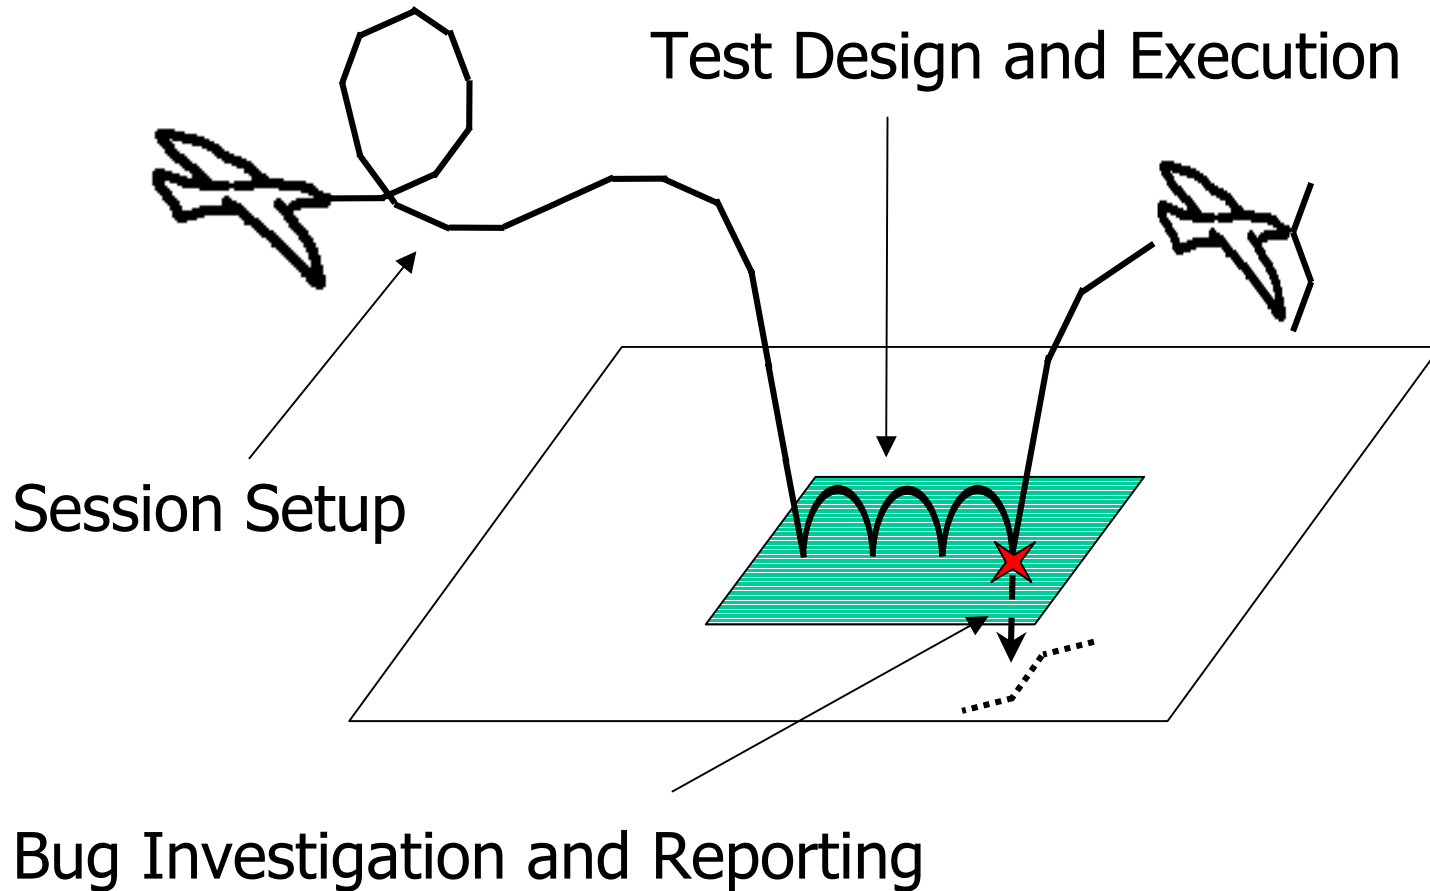 Test Design and Execution
Session Setup
Bug Investigation and Reporting